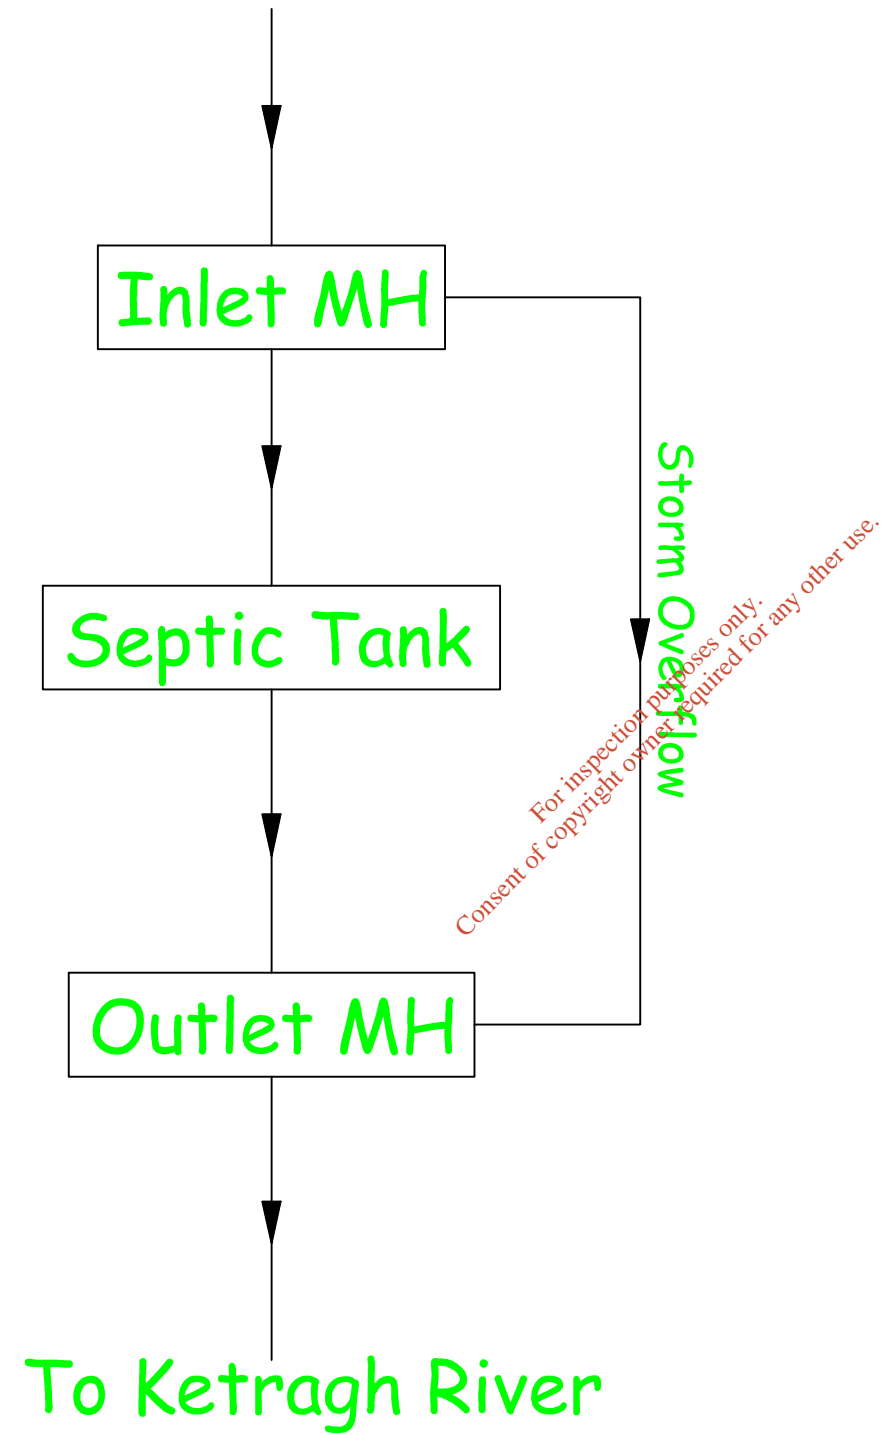 Inlet MH
Storm Overflow
Septic Tank
For inspection purposes only.
Consent of copyright owner required for any other use.
Outlet MH
To Ketragh River